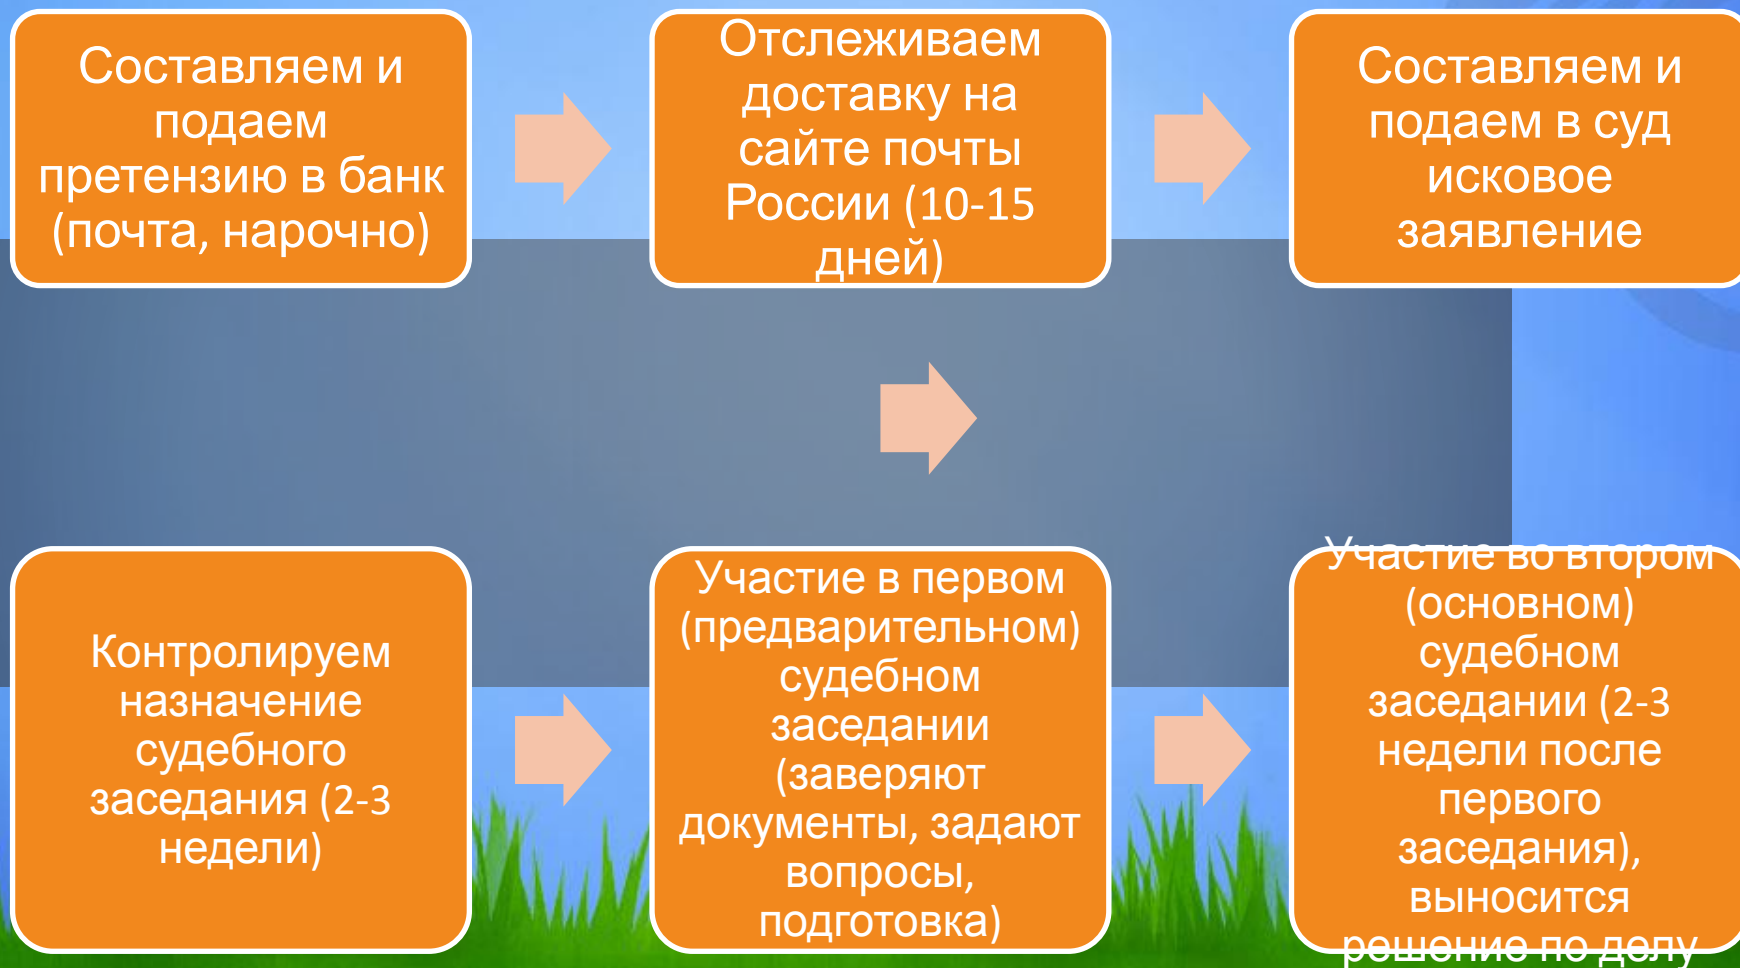 Составляем и
подаем
претензию в банк
(почта, нарочно)
Отслеживаем
доставку на
сайте почты
России (10-15
дней)
Составляем и
подаем в суд
исковое
заявление
Контролируем
назначение
судебного
заседания (2-3
недели)
Участие в первом
(предварительном)
судебном
заседании
(заверяют
документы, задают
вопросы,
подготовка)
Участие во втором
(основном)
судебном
заседании (2-3
недели после
первого
заседания),
выносится
решение по делу